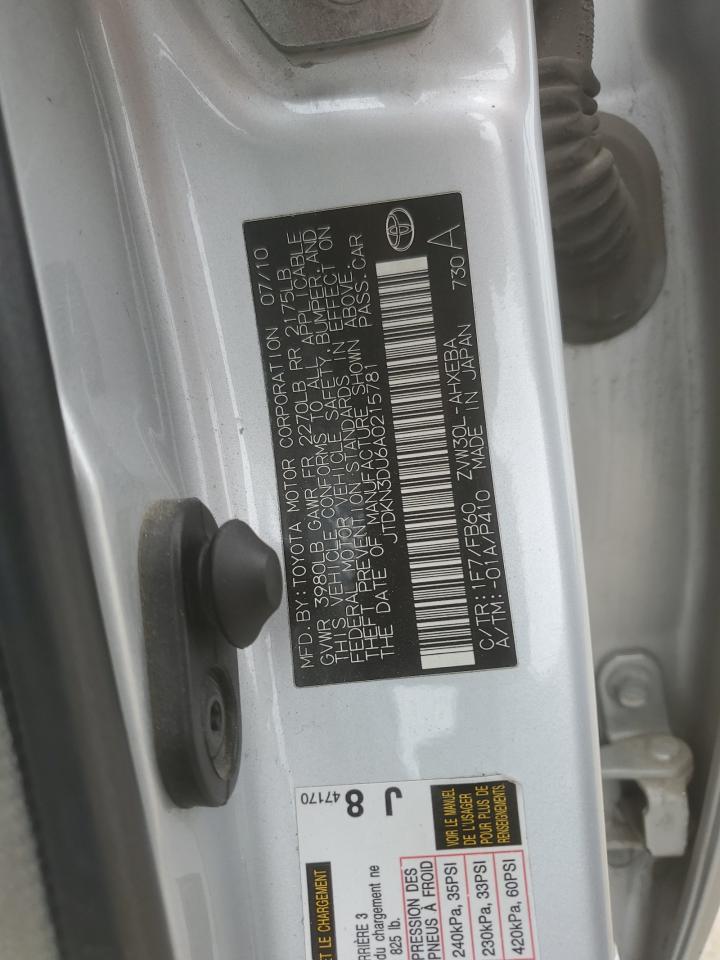 MFD. BY: TOYOTA MOTOR CORPORATION 07/10
GVWR 3980LB GAWR FR 2270LB RR 2175LB
THIS VEHICLE CONFORMS TO ALL APPLICABLE
FEDERAL MOTOR VEHICLE SAFETY, BUMPER, AND
THEFT PREVENTION STANDARDS IN EFFECT ON
THE DATE OF MANUFACTURE SHOWN ABOVE.
JTDKN3DU6A0215781 PASS. CAR
C/TR: 1F7/FB60 ZVW30L-AHXEBA
A/TM: -01A/P410 MADE IN JAPAN 730 A
47170
J 8
ET LE CHARGEMENT
RRIÈRE 3
du chargement ne
825 lb.
PRESSION DES
PNEUS À FROID
VOIR LE MANUEL
DE L'USAGER
POUR PLUS DE
RENSEIGNEMENTS
240kPa, 35PSI
230kPa, 33PSI
420kPa, 60PSI